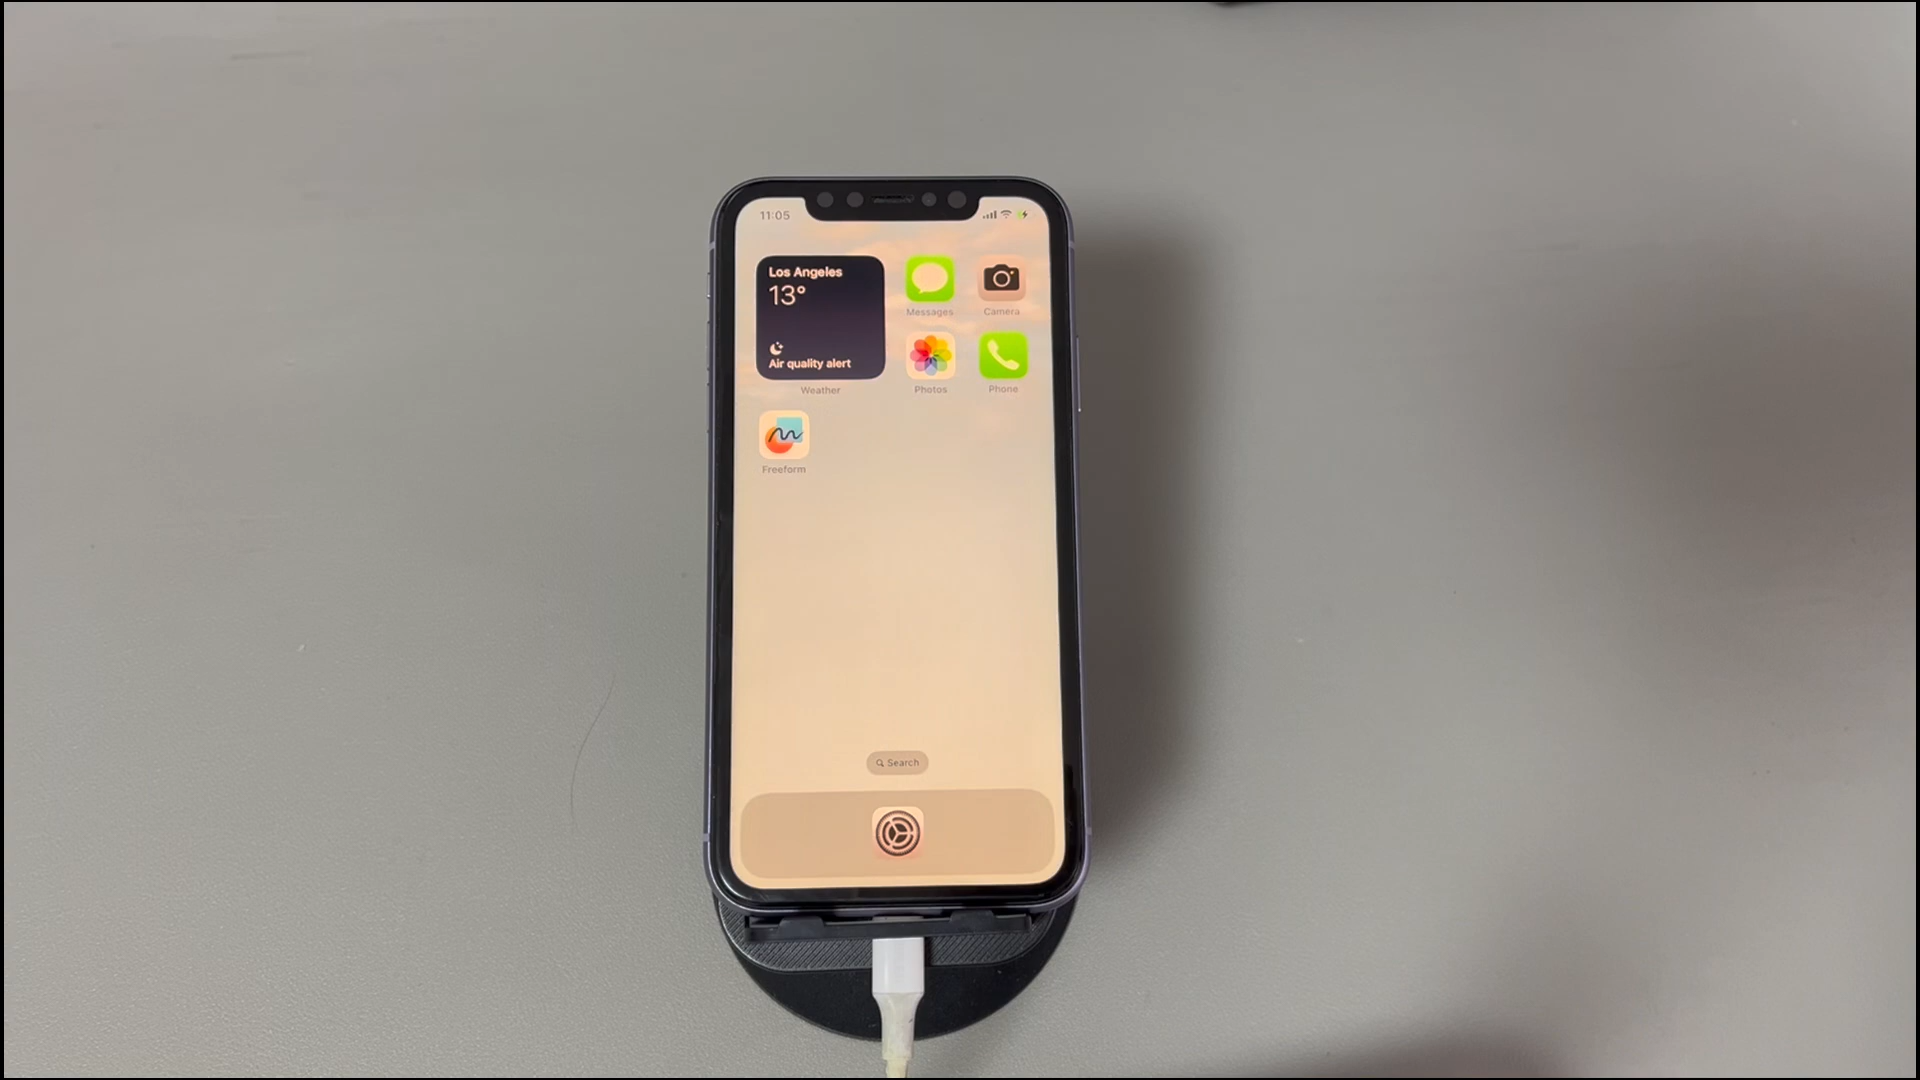 11:05
Los Angeles
13°
Air quality alert
Weather
Messages
Camera
Photos
Phone
Freeform
Search